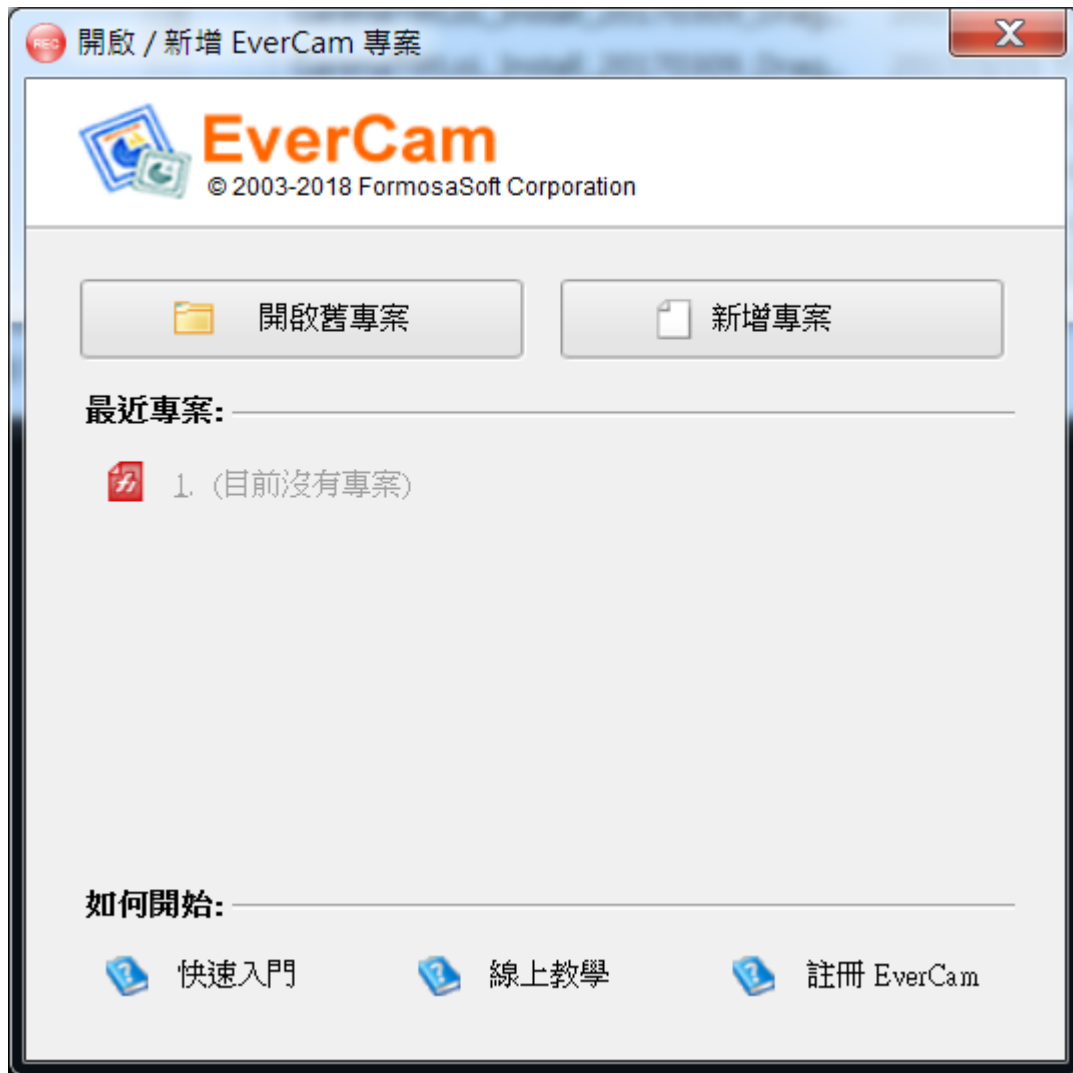 REC 開啟 / 新增 EverCam 專案
X
EverCam
© 2003-2018 FormosaSoft Corporation
開啟舊專案
新增專案
最近專案:
1. (目前沒有專案)
如何開始:
快速入門
線上教學
註冊 EverCam